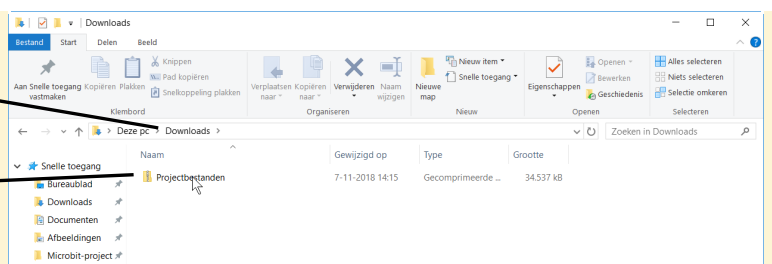 Downloads
Bestand Start Delen Beeld
Aan Snelle toegang vastmaken
Kopiëren
Plakken
Knippen
Pad kopiëren
Snelkoppeling plakken
Verplaatsen naar
Kopiëren naar
Verwijderen
Naam wijzigen
Nieuwe map
Nieuw item
Snelle toegang
Eigenschappen
Openen
Bewerken
Geschiedenis
Alles selecteren
Niets selecteren
Selectie omkeren
Klembord Organiseren Nieuw Openen Selecteren
Deze pc > Downloads >
Zoeken in Downloads
Naam Gewijzigd op Type Grootte
Snelle toegang
Projectbestanden 7-11-2018 14:15 Gecomprimeerde ... 34.537 kB
Bureaublad
Downloads
Documenten
Afbeeldingen
Microbit-project